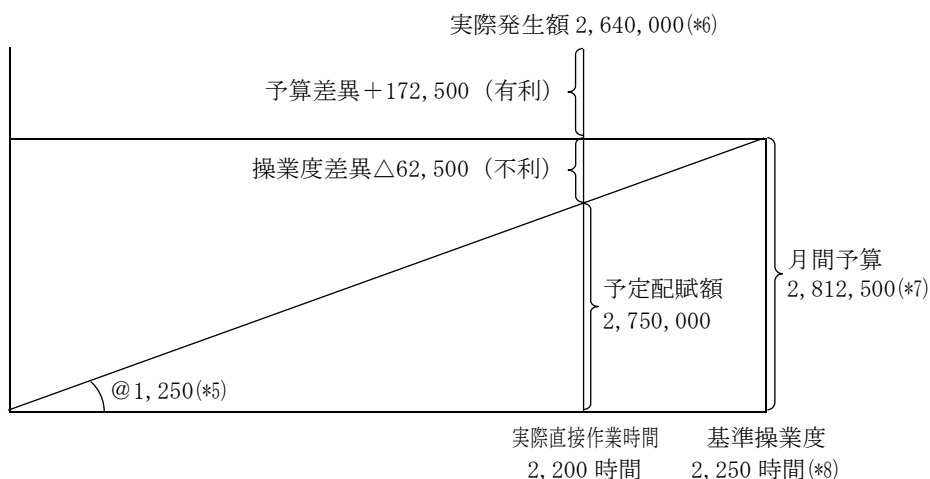 実際発生額 2,640,000(*6)
予算差異＋172,500（有利）
操業度差異△62,500（不利）
月間予算
2,812,500(*7)
予定配賦額
2,750,000
@1,250(*5)
実際直接作業時間
2,200 時間
基準操業度
2,250 時間(*8)